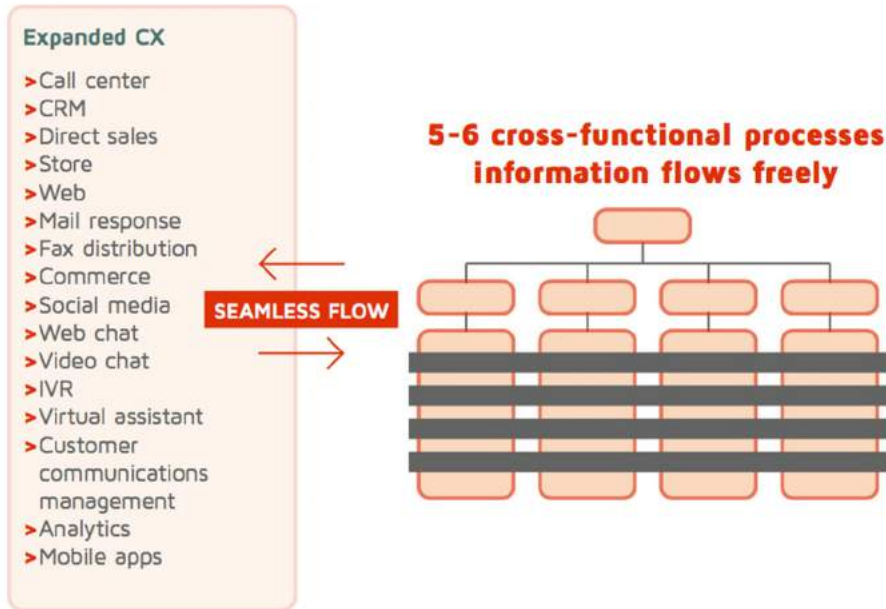 Expanded CX
>Call center
>CRM
>Direct sales
>Store
>Web
>Mail response
>Fax distribution
>Commerce
>Social media
>Web chat
>Video chat
>IVR
>Virtual assistant
>Customer
communications
management
>Analytics
>Mobile apps
SEAMLESS FLOW
5-6 cross-functional processes
information flows freely